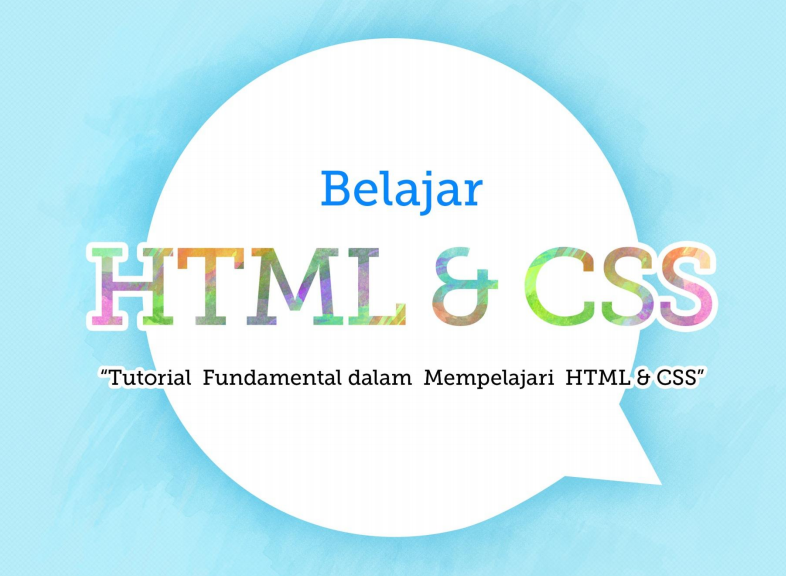 Belajar
HTML & CSS
“Tutorial Fundamental dalam Mempelajari HTML & CSS”